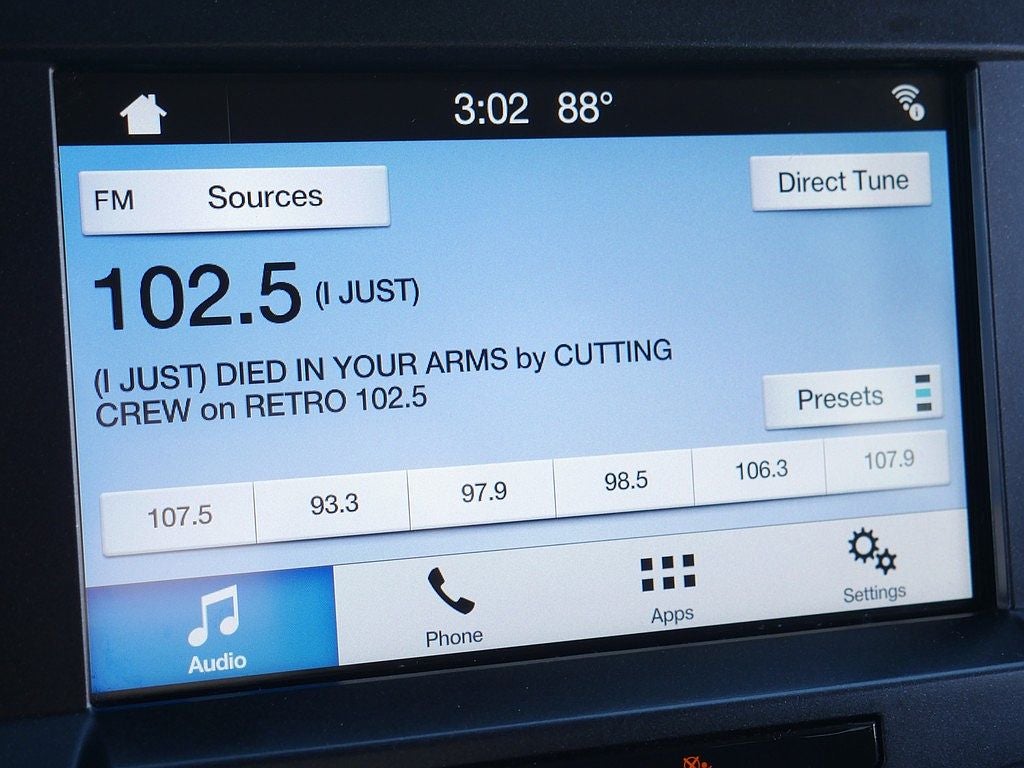 3:02 88°
FM Sources
Direct Tune
102.5 (I JUST)
(I JUST) DIED IN YOUR ARMS by CUTTING
CREW on RETRO 102.5
Presets
107.5 93.3 97.9 98.5 106.3 107.9
Audio Phone Apps Settings